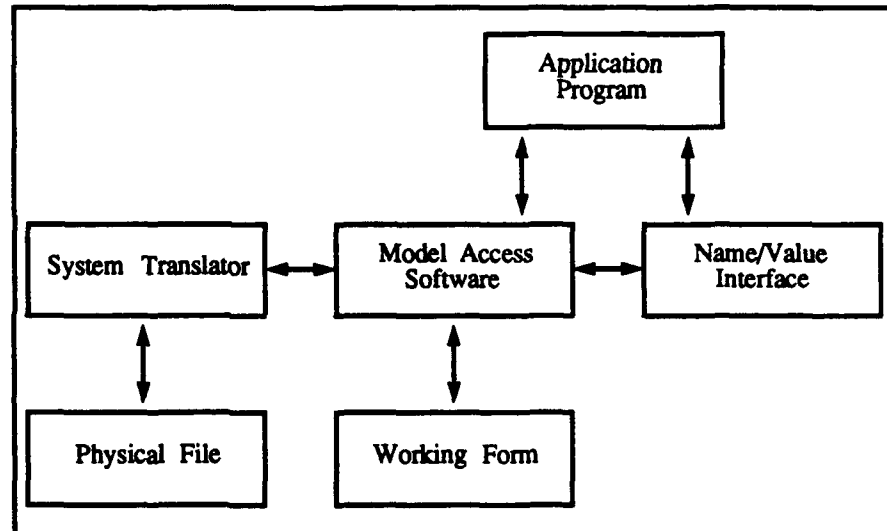 Application
Program
System Translator
Model Access
Software
Name/Value
Interface
Physical File
Working Form